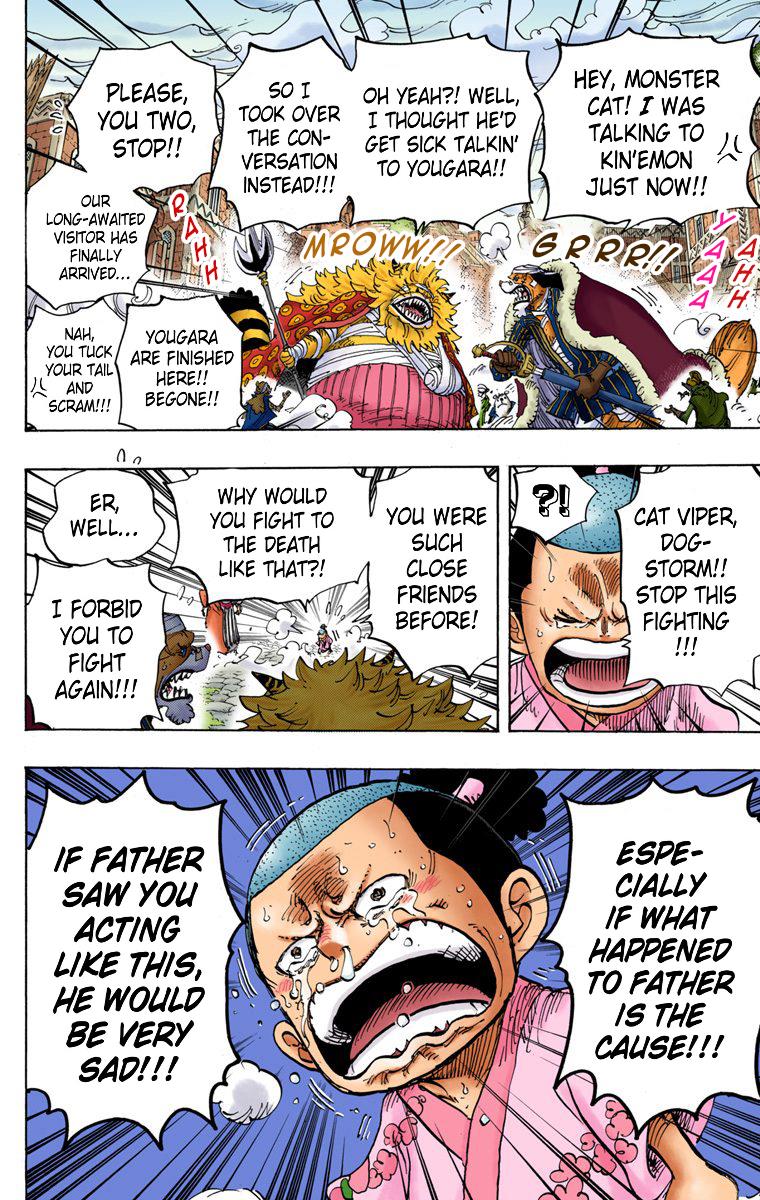 HEY, MONSTER
CAT! I WAS
TALKING TO
KIN'EMON
JUST NOW!!
OH YEAH?! WELL,
I THOUGHT HE'D
GET SICK TALKIN'
TO YOUGARA!!
SO I
TOOK OVER
THE CON-
VERSATION
INSTEAD!!!
PLEASE,
YOU TWO,
STOP!!
OUR
LONG-AWAITED
VISITOR HAS
FINALLY
ARRIVED...
YAAA
AHH
GRRR!!
MROWW!!
RAHH
YOUGARA
ARE FINISHED
HERE!!
BEGONE!!
NAH,
YOU TUCK
YOUR TAIL
AND
SCRAM!!!
CAT VIPER,
DOG-
STORM!!
STOP THIS
FIGHTING
!!!
?!
YOU WERE
SUCH
CLOSE
FRIENDS
BEFORE!
WHY WOULD
YOU FIGHT TO
THE DEATH
LIKE THAT?!
ER,
WELL...
I FORBID
YOU TO
FIGHT
AGAIN!!!
ESPE-
CIALLY
IF WHAT
HAPPENED
TO FATHER
IS THE
CAUSE!!!
IF FATHER
SAW YOU
ACTING
LIKE THIS,
HE WOULD
BE VERY
SAD!!!